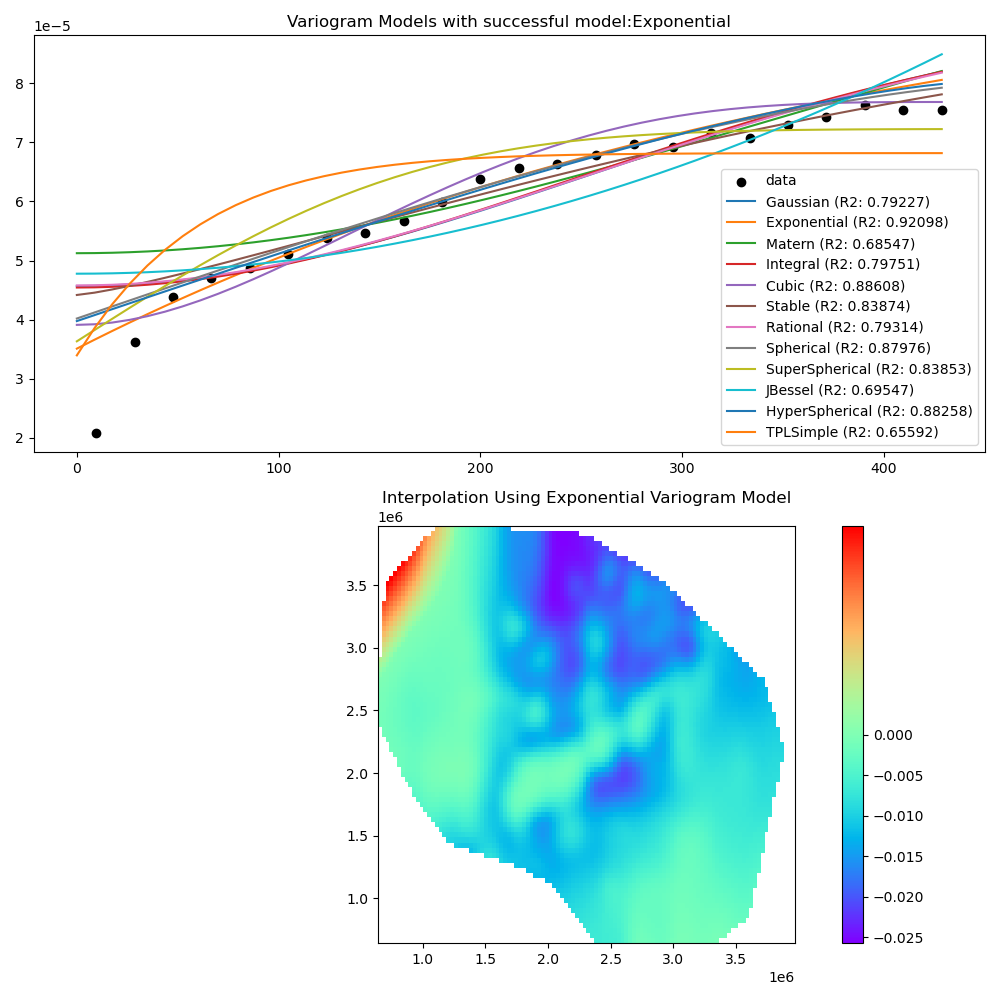 Variogram Models with successful model:Exponential
1e−5
8
7
6
5
4
3
2
0 100 200 300 400
data
Gaussian (R2: 0.79227)
Exponential (R2: 0.92098)
Matern (R2: 0.68547)
Integral (R2: 0.79751)
Cubic (R2: 0.88608)
Stable (R2: 0.83874)
Rational (R2: 0.79314)
Spherical (R2: 0.87976)
SuperSpherical (R2: 0.83853)
JBessel (R2: 0.69547)
HyperSpherical (R2: 0.88258)
TPLSimple (R2: 0.65592)
Interpolation Using Exponential Variogram Model
1e6
3.5
3.0
2.5
2.0
1.5
1.0
1.0 1.5 2.0 2.5 3.0 3.5
1e6
0.000
−0.005
−0.010
−0.015
−0.020
−0.025